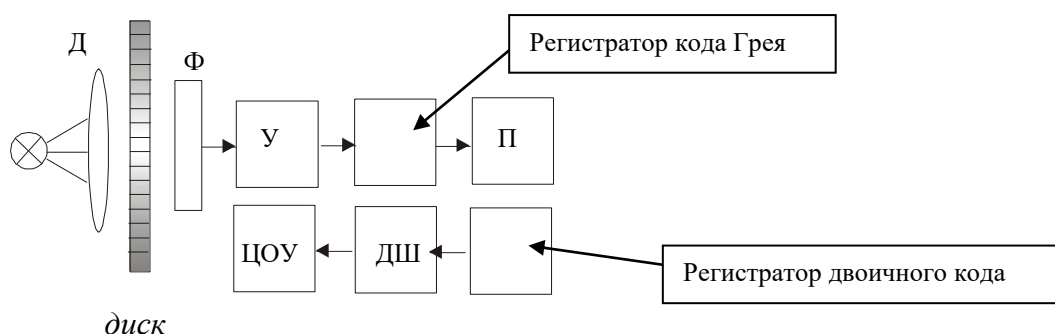 Регистратор кода Грея
Д
Ф
У
П
ЦОУ
ДШ
Регистратор двоичного кода
диск